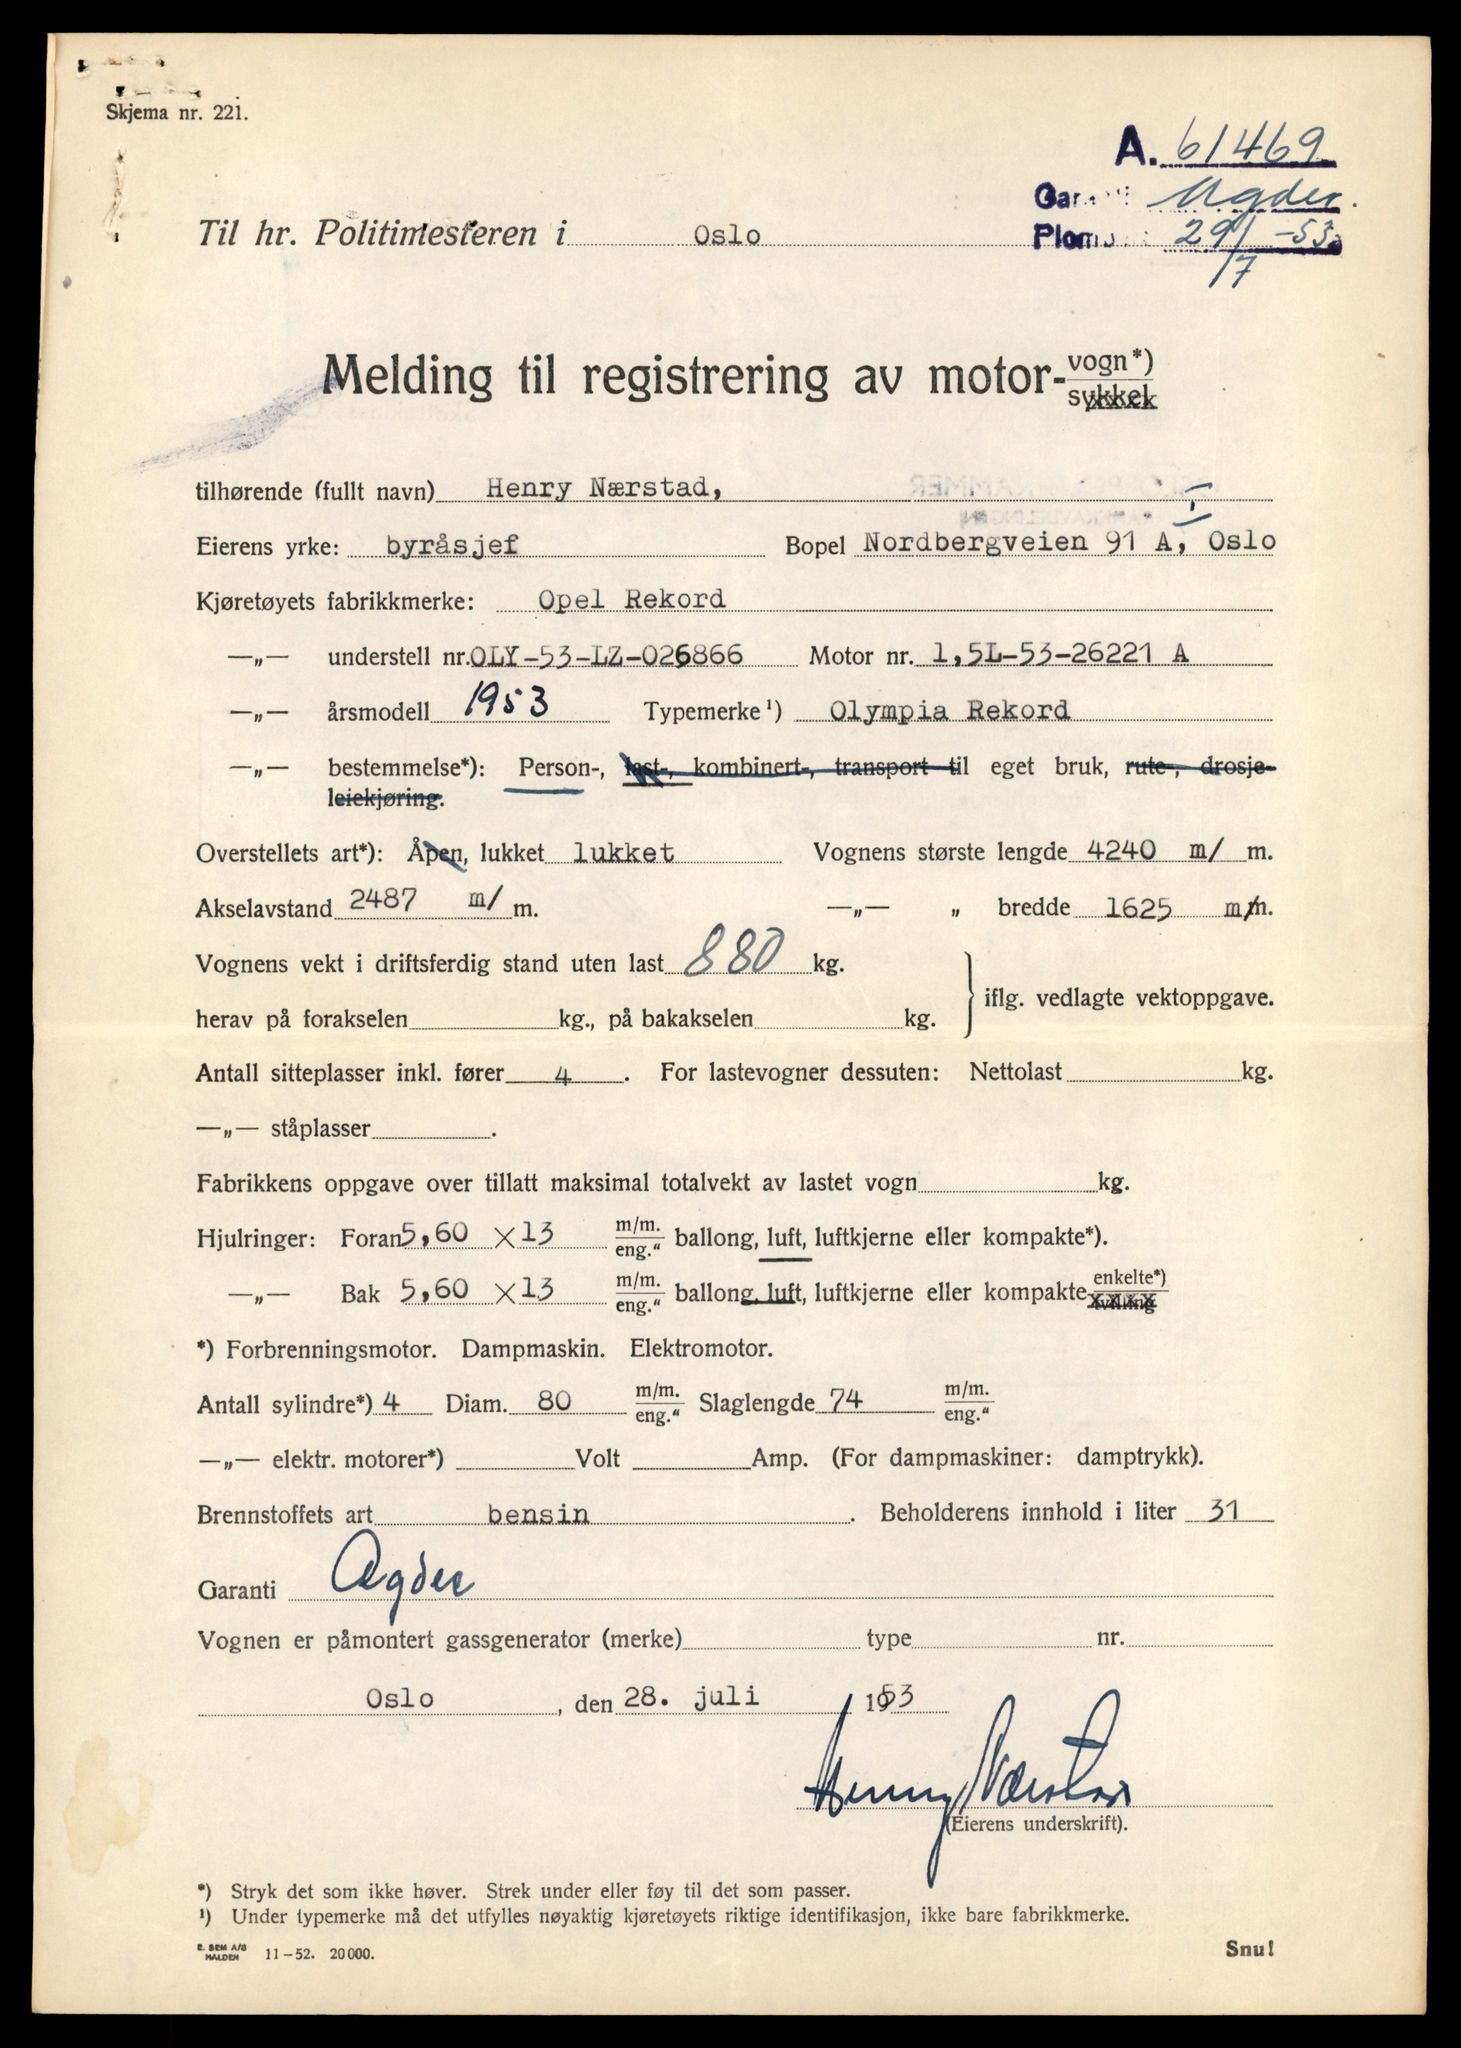 Skjema nr. 221.
A. 61469
Garanti Agder.
Til hr. Politimesteren i Oslo
Plomb 29/7 -53
Melding til registrering av motor-vogn*)
sykkel
tilhørende (fullt navn) Henry Nærstad,
Eierens yrke: byråsjef Bopel Nordbergveien 91 A, Oslo
Kjøretøyets fabrikkmerke: Opel Rekord
—„— understell nr. OLY-53-LZ-026866 Motor nr. 1,5L-53-26221 A
—„— årsmodell 1953 Typemerke¹) Olympia Rekord
—„— bestemmelse*): Person-, last-, kombinert-, transport til eget bruk, rute-, drosje-
leiekjøring.
Overstellets art*): Åpen, lukket lukket Vognens største lengde 4240 m/ m.
Akselavstand 2487 m/ m. —„— „ bredde 1625 m/m.
Vognens vekt i driftsferdig stand uten last 880 kg.
iflg. vedlagte vektoppgave.
herav på forakselen kg., på bakakselen kg.
Antall sitteplasser inkl. fører 4. For lastevogner dessuten: Nettolast kg.
—„— ståplasser .
Fabrikkens oppgave over tillatt maksimal totalvekt av lastet vogn kg.
Hjulringer: Foran 5,60 × 13 m/m. eng.“ ballong, luft, luftkjerne eller kompakte*).
—„— Bak 5,60 × 13 m/m. eng.“ ballong, luft, luftkjerne eller kompakte enkelte*) tvilling
*) Forbrenningsmotor. Dampmaskin. Elektromotor.
Antall sylindre*) 4 Diam. 80 m/m. eng.“ Slaglengde 74 m/m. eng.“
—„— elektr. motorer*) Volt Amp. (For dampmaskiner: damptrykk).
Brennstoffets art bensin. Beholderens innhold i liter 31
Garanti Agder
Vognen er påmontert gassgenerator (merke) type nr.
Oslo, den 28. juli 1953
Henry Nærstad
(Eierens underskrift).
*) Stryk det som ikke høver. Strek under eller føy til det som passer.
¹) Under typemerke må det utfylles nøyaktig kjøretøyets riktige identifikasjon, ikke bare fabrikkmerke.
E. SEM A/S
HALDEN 11-52. 20000.
Snu!